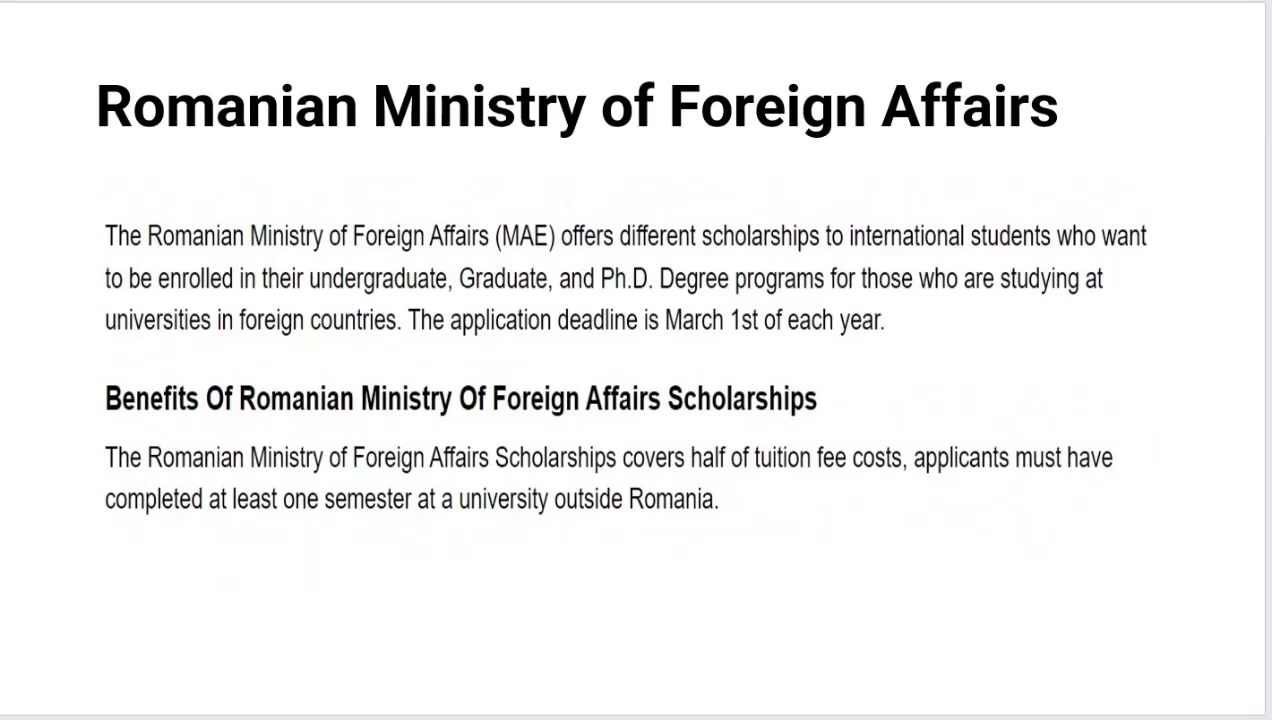 Romanian Ministry of Foreign Affairs
The Romanian Ministry of Foreign Affairs (MAE) offers different scholarships to international students who want
to be enrolled in their undergraduate, Graduate, and Ph.D. Degree programs for those who are studying at
universities in foreign countries. The application deadline is March 1st of each year.
Benefits Of Romanian Ministry Of Foreign Affairs Scholarships
The Romanian Ministry of Foreign Affairs Scholarships covers half of tuition fee costs, applicants must have
completed at least one semester at a university outside Romania.